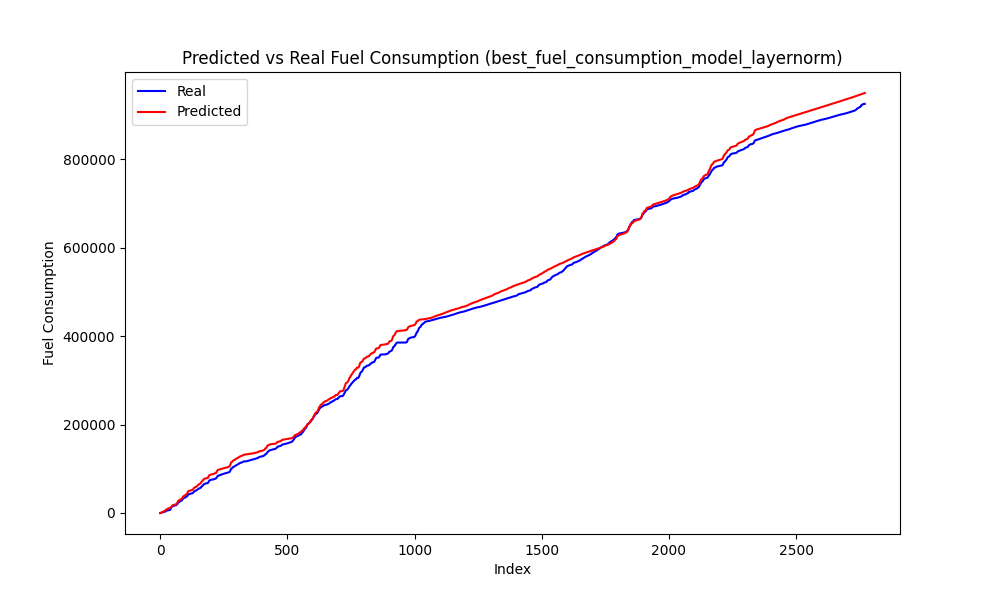 Predicted vs Real Fuel Consumption (best_fuel_consumption_model_layernorm)
Real
Predicted
800000
600000
400000
200000
0
Fuel Consumption
0 500 1000 1500 2000 2500
Index